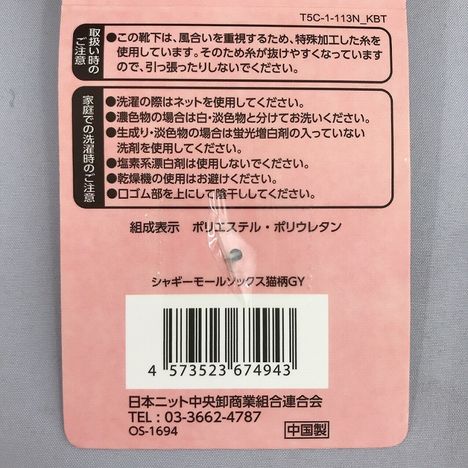 T5C-1-113N_KBT
取扱い時の
ご注意
●この靴下は、風合いを重視するため、特殊加工した糸を
使用しています。そのため糸が抜けやすくなっています
ので、引っ張ったりしないでください。
家庭での洗濯時のご注意
●洗濯の際はネットを使用してください。
●濃色物の場合は白・淡色物と分けてお洗いください。
●生成り・淡色物の場合は蛍光増白剤の入っていない
洗剤を使用してください。
●塩素系漂白剤は使用しないでください。
●乾燥機の使用はお避けください。
●口ゴム部を上にして陰干ししてください。
組成表示 ポリエステル・ポリウレタン
シャギーモールソックス猫柄GY
4 573523 674943
日本ニット中央卸商業組合連合会
TEL : 03-3662-4787
OS-1694
中国製